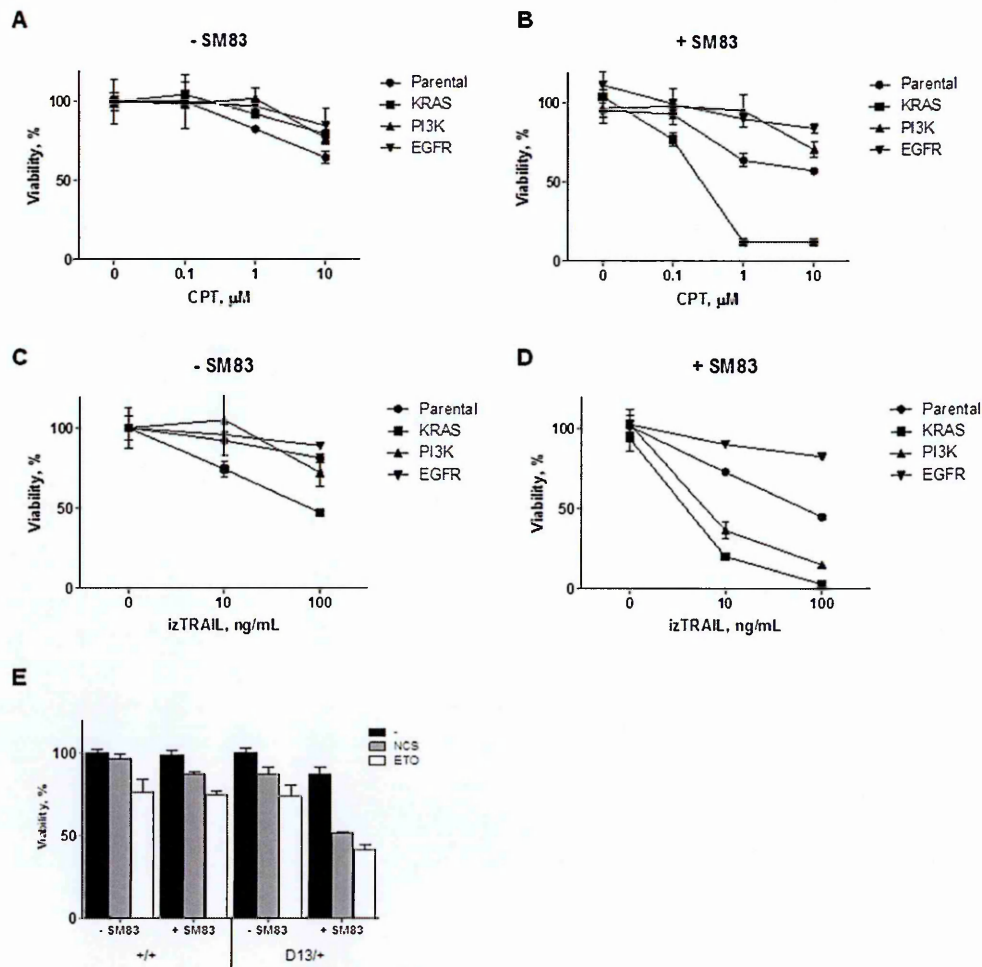 A
- SM83
Viability, %
100
50
0
0 0.1 1 10
CPT, µM
Parental
KRAS
PI3K
EGFR
B
+ SM83
Viability, %
100
50
0
0 0.1 1 10
CPT, µM
Parental
KRAS
PI3K
EGFR
C
- SM83
Viability, %
100
50
0
0 10 100
izTRAIL, ng/mL
Parental
KRAS
PI3K
EGFR
D
+ SM83
Viability, %
100
50
0
0 10 100
izTRAIL, ng/mL
Parental
KRAS
PI3K
EGFR
E
Viability, %
100
50
0
-
NCS
ETO
- SM83 + SM83 - SM83 + SM83
+/+ D13/+